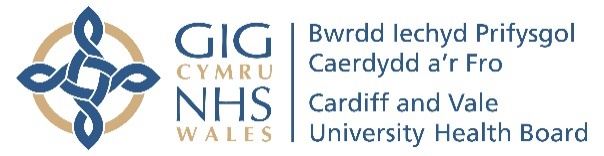 GIG
CYMRU
NHS
WALES
Bwrdd Iechyd Prifysgol
Caerdydd a'r Fro
Cardiff and Vale
University Health Board